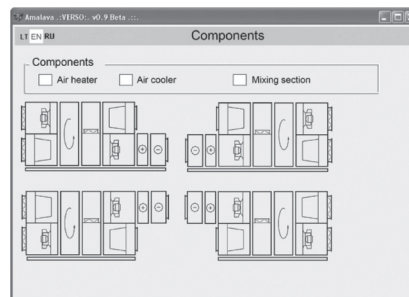 Amalava .:VERSO:. v0.9 Beta .::.
LT EN RU
Components
Components
Air heater
Air cooler
Mixing section